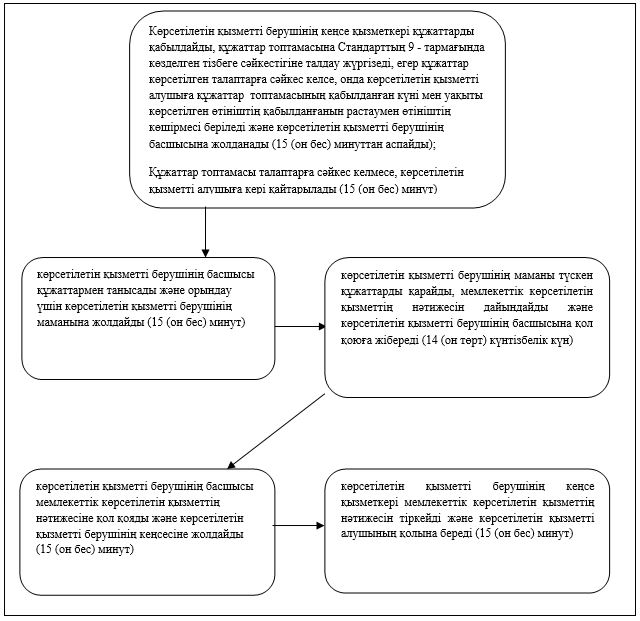 Көрсетілетін қызметті берушінің кеңсе қызметкері құжаттарды
қабылдайды, құжаттар топтамасына Стандарттың 9 - тармағында
көзделген тізбеге сәйкестігіне талдау жүргізеді, егер құжаттар
көрсетілген талаптарға сәйкес келсе, онда көрсетілетін қызметті
алушыға құжаттар топтамасының қабылданған күні мен уақыты
көрсетілген өтініштің қабылданғанын растаумен өтініштің
көшірмесі беріледі және көрсетілетін қызметті берушінің
басшысына жолданады (15 (он бес) минуттан аспайды);
Құжаттар топтамасы талаптарға сәйкес келмесе, көрсетілетін
қызметті алушыға кері қайтарылады (15 (он бес) минут)
көрсетілетін қызметті берушінің басшысы
құжаттармен танысады және орындау
үшін көрсетілетін қызметті берушінің
маманына жолдайды (15 (он бес) минут)
көрсетілетін қызметті берушінің маманы түскен
құжаттарды қарайды, мемлекеттік көрсетілетін
қызметтің нәтижесін дайындайды және
көрсетілетін қызметті берушінің басшысына қол
қоюға жібереді (14 (он төрт) күнтізбелік күн)
көрсетілетін қызметті берушінің басшысы
мемлекеттік көрсетілетін қызметтің
нәтижесіне қол қояды және көрсетілетін
қызметті берушінің кеңсесіне жолдайды
(15 (он бес) минут)
көрсетілетін қызметті берушінің кеңсе
қызметкері мемлекеттік көрсетілетін қызметтің
нәтижесін тіркейді және көрсетілетін қызметті
алушының қолына береді (15 (он бес) минут)